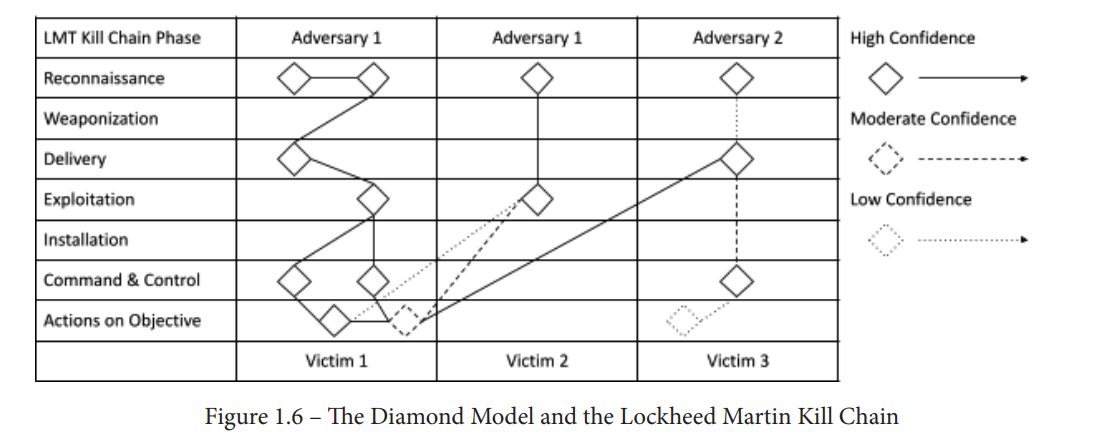 LMT Kill Chain Phase Adversary 1 Adversary 1 Adversary 2 High Confidence
Reconnaissance
Weaponization Moderate Confidence
Delivery
Exploitation Low Confidence
Installation
Command & Control
Actions on Objective
Victim 1 Victim 2 Victim 3
Figure 1.6 – The Diamond Model and the Lockheed Martin Kill Chain